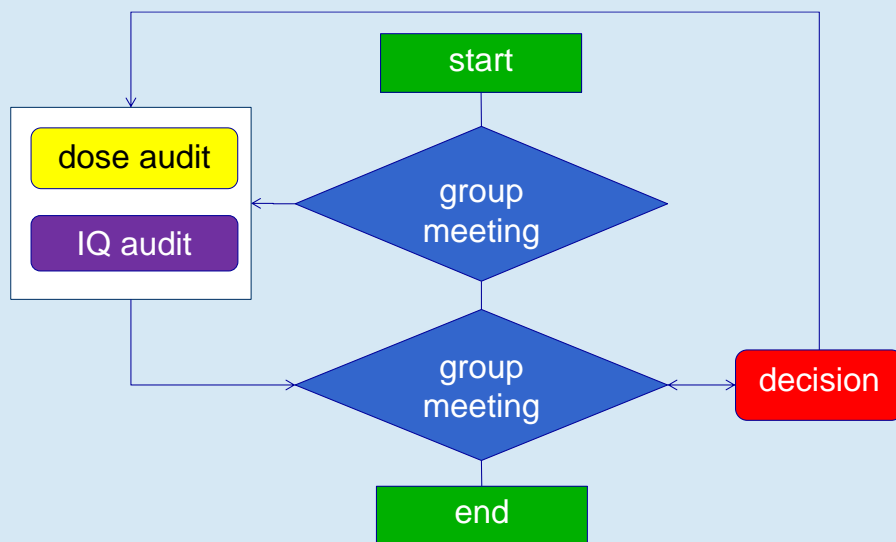 start
dose audit
IQ audit
group
meeting
group
meeting
decision
end